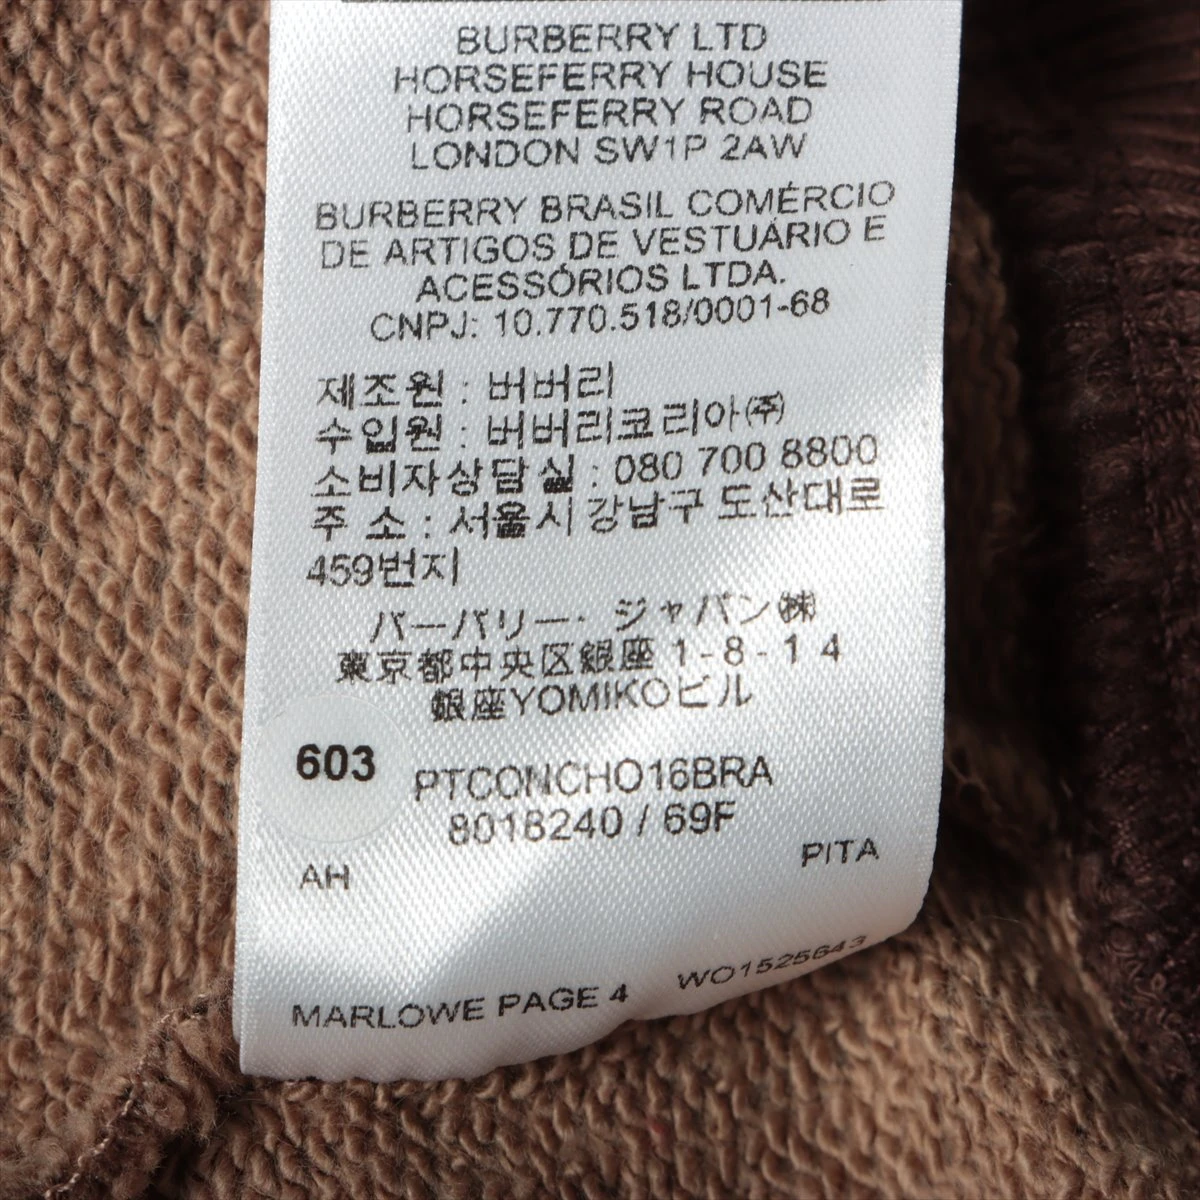 BURBERRY LTD
HORSEFERRY HOUSE
HORSEFERRY ROAD
LONDON SW1P 2AW
BURBERRY BRASIL COMÉRCIO
DE ARTIGOS DE VESTUÁRIO E
ACESSÓRIOS LTDA.
CNPJ: 10.770.518/0001-68
제조원 : 버버리
수입원 : 버버리코리아㈜
소비자상담실 : 080 700 8800
주 소 : 서울시 강남구 도산대로
459번지
バーバリー・ジャパン㈱
東京都中央区銀座 1-8-14
銀座YOMIKOビル
603
PTCONCHO16BRA
8018240 / 69F
AH
PITA
MARLOWE PAGE 4
WO1525643